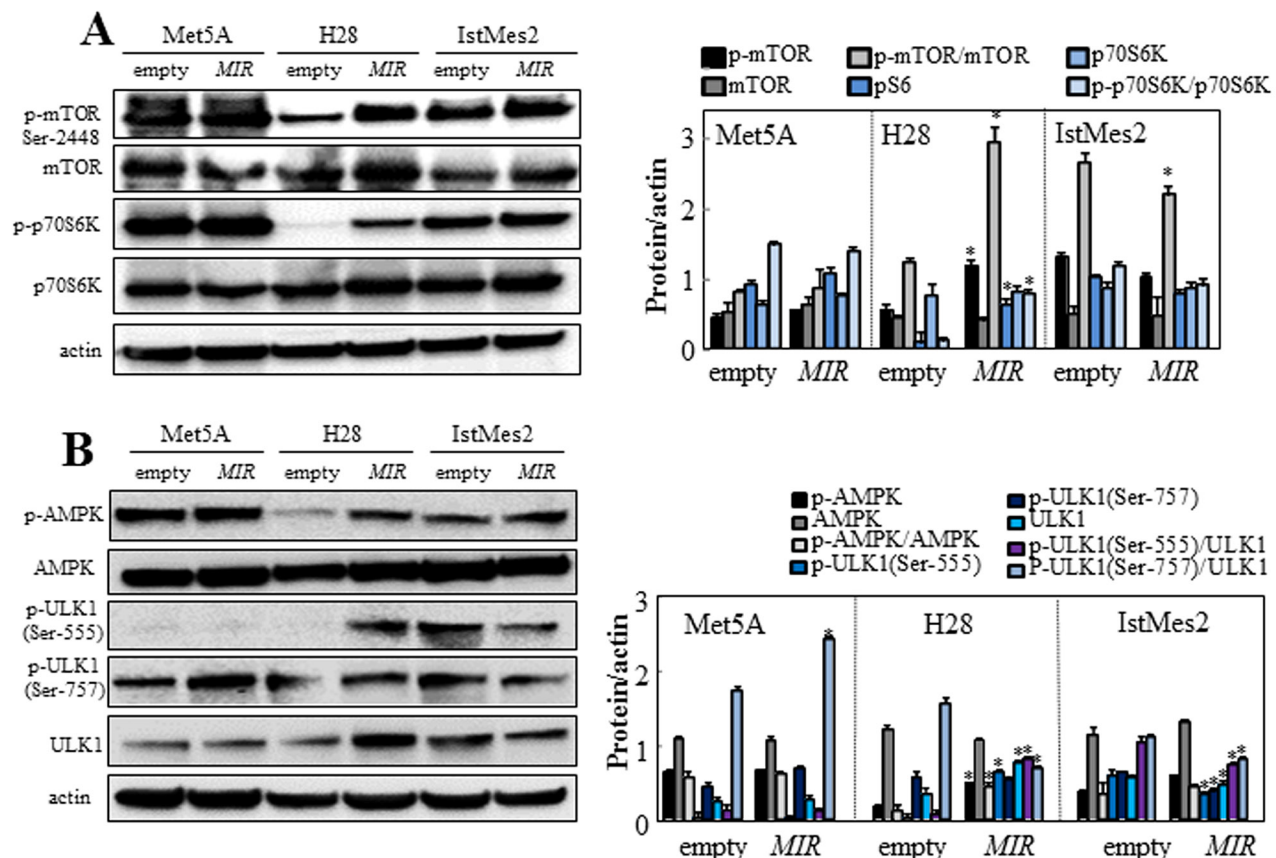 A
Met5A H28 IstMes2
empty MIR empty MIR empty MIR
p-mTOR
Ser-2448
mTOR
p-p70S6K
p70S6K
actin
p-mTOR p-mTOR/mTOR p70S6K
mTOR pS6 p-p70S6K/p70S6K
Protein/actin
3
2
1
0
Met5A H28 IstMes2
* * * * *
empty MIR empty MIR empty MIR
B
Met5A H28 IstMes2
empty MIR empty MIR empty MIR
p-AMPK
AMPK
p-ULK1
(Ser-555)
p-ULK1
(Ser-757)
ULK1
actin
p-AMPK p-ULK1(Ser-757)
AMPK ULK1
p-AMPK/AMPK p-ULK1(Ser-555)/ULK1
p-ULK1(Ser-555) P-ULK1(Ser-757)/ULK1
Protein/actin
3
2
1
0
Met5A H28 IstMes2
* * * * * * * * * * * *
empty MIR empty MIR empty MIR